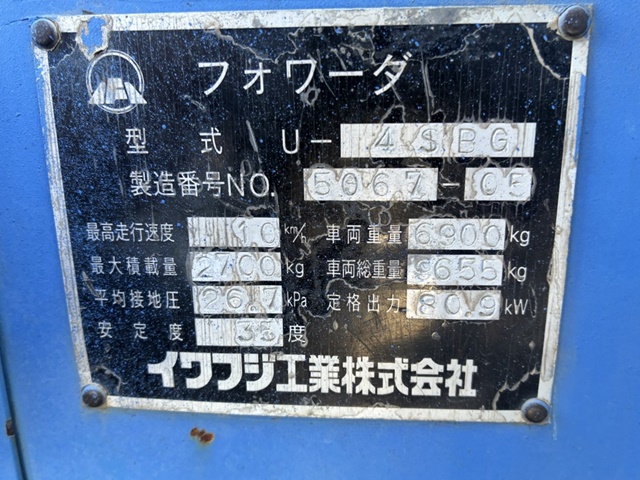 フォワーダ
型式 U-4SBG
製造番号NO. 5067-05
最高走行速度 10 km/h 車両重量 6900 kg
最大積載量 2700 kg 車両総重量 9655 kg
平均接地圧 26.7 kPa 定格出力 80.9 kW
安定度 35 度
イワフジ工業株式会社